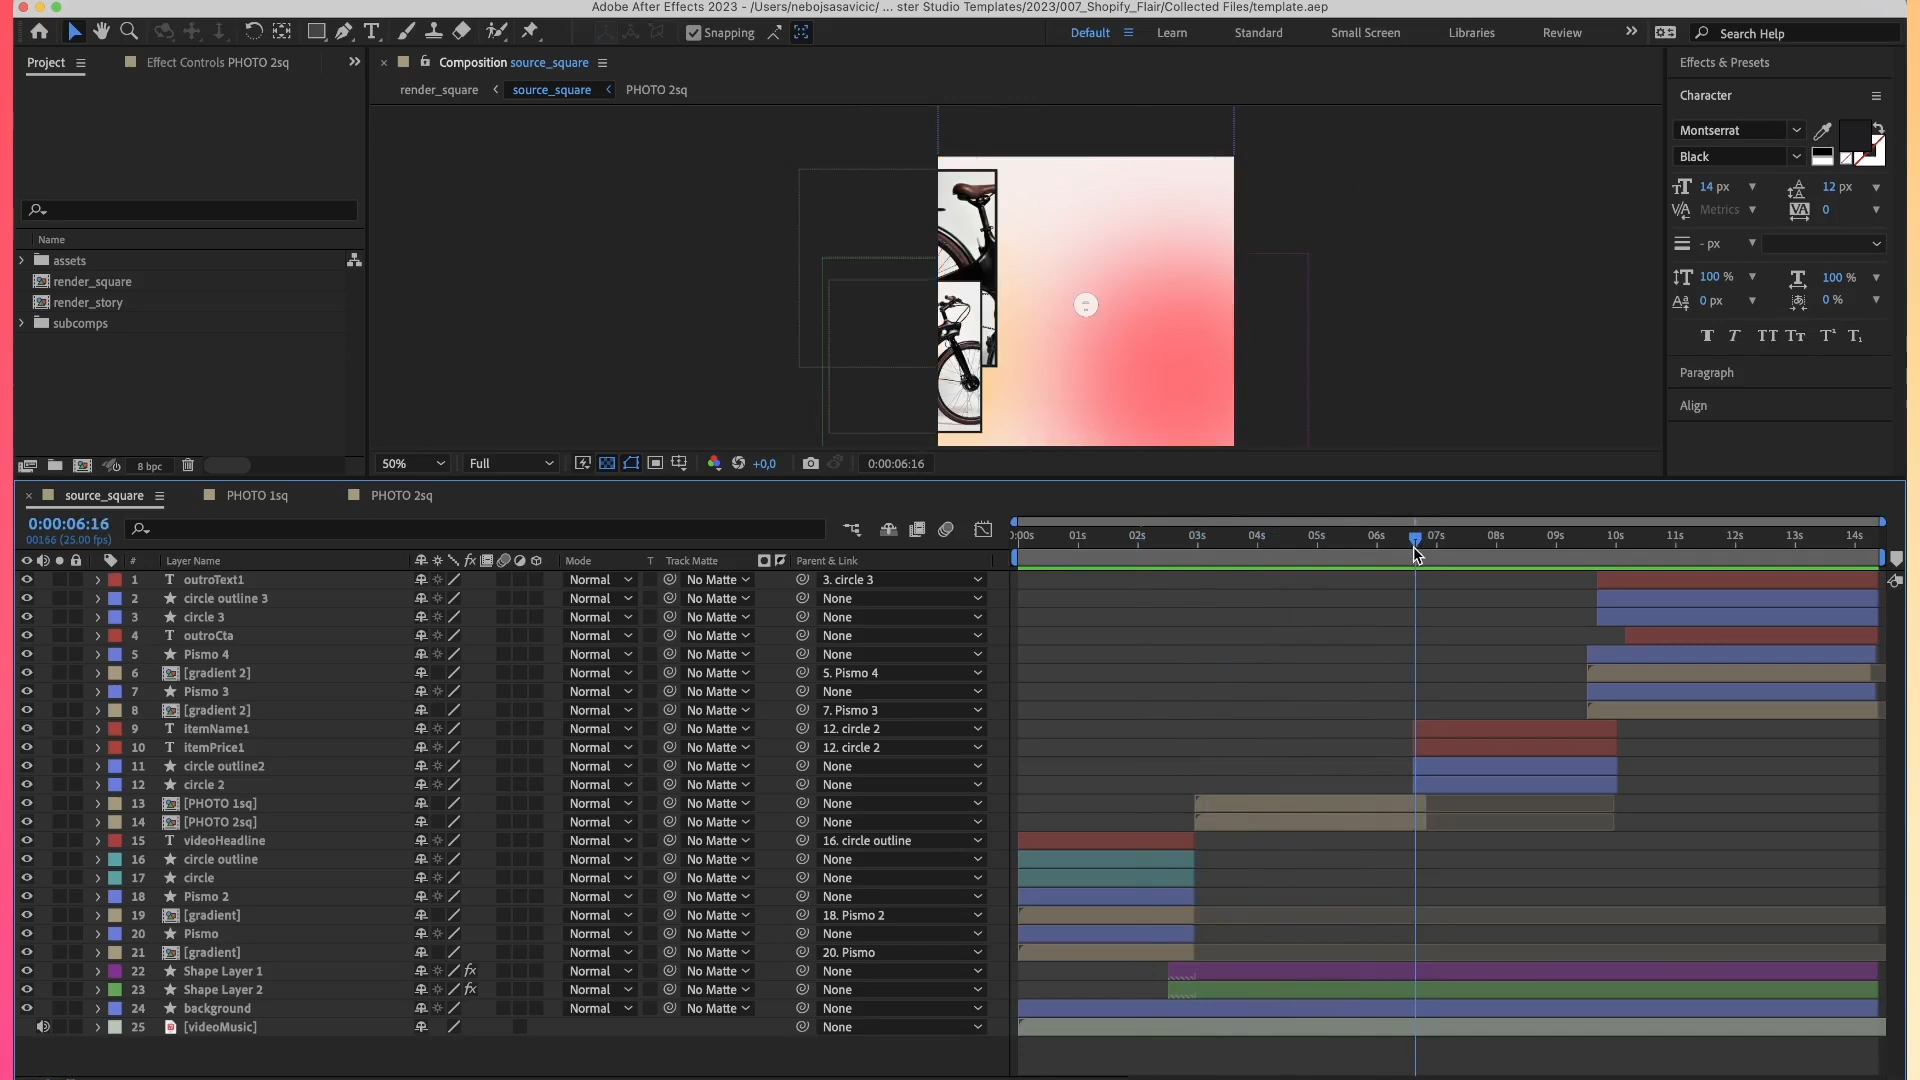 Adobe After Effects 2023 - /Users/nebojsasavicic/ ... ster Studio Templates/2023/007_Shopify_Flair/Collected Files/template.aep
Snapping
Default
Learn
Standard
Small Screen
Libraries
Review
Search Help
Project
Effect Controls PHOTO 2sq
Composition source_square
render_square
source_square
PHOTO 2sq
Name
assets
render_square
render_story
subcomps
8 bpc
50%
Full
+0,0
0:00:06:16
Effects & Presets
Character
Montserrat
Black
14 px
12 px
Metrics
0
- px
100 %
100 %
0 px
0 %
Paragraph
Align
source_square
PHOTO 1sq
PHOTO 2sq
0:00:06:16
00166 (25.00 fps)
# Layer Name Mode T Track Matte Parent & Link
0:00s 01s 02s 03s 04s 05s 06s 07s 08s 09s 10s 11s 12s 13s 14s
1 T outroText1 Normal No Matte 3. circle 3
2 circle outline 3 Normal No Matte None
3 circle 3 Normal No Matte None
4 T outroCta Normal No Matte None
5 Pismo 4 Normal No Matte None
6 [gradient 2] Normal No Matte 5. Pismo 4
7 Pismo 3 Normal No Matte None
8 [gradient 2] Normal No Matte 7. Pismo 3
9 T itemName1 Normal No Matte 12. circle 2
10 T itemPrice1 Normal No Matte 12. circle 2
11 circle outline2 Normal No Matte None
12 circle 2 Normal No Matte None
13 [PHOTO 1sq] Normal No Matte None
14 [PHOTO 2sq] Normal No Matte None
15 T videoHeadline Normal No Matte 16. circle outline
16 circle outline Normal No Matte None
17 circle Normal No Matte None
18 Pismo 2 Normal No Matte None
19 [gradient] Normal No Matte 18. Pismo 2
20 Pismo Normal No Matte None
21 [gradient] Normal No Matte 20. Pismo
22 Shape Layer 1 fx Normal No Matte None
23 Shape Layer 2 fx Normal No Matte None
24 background Normal No Matte None
25 [videoMusic] None